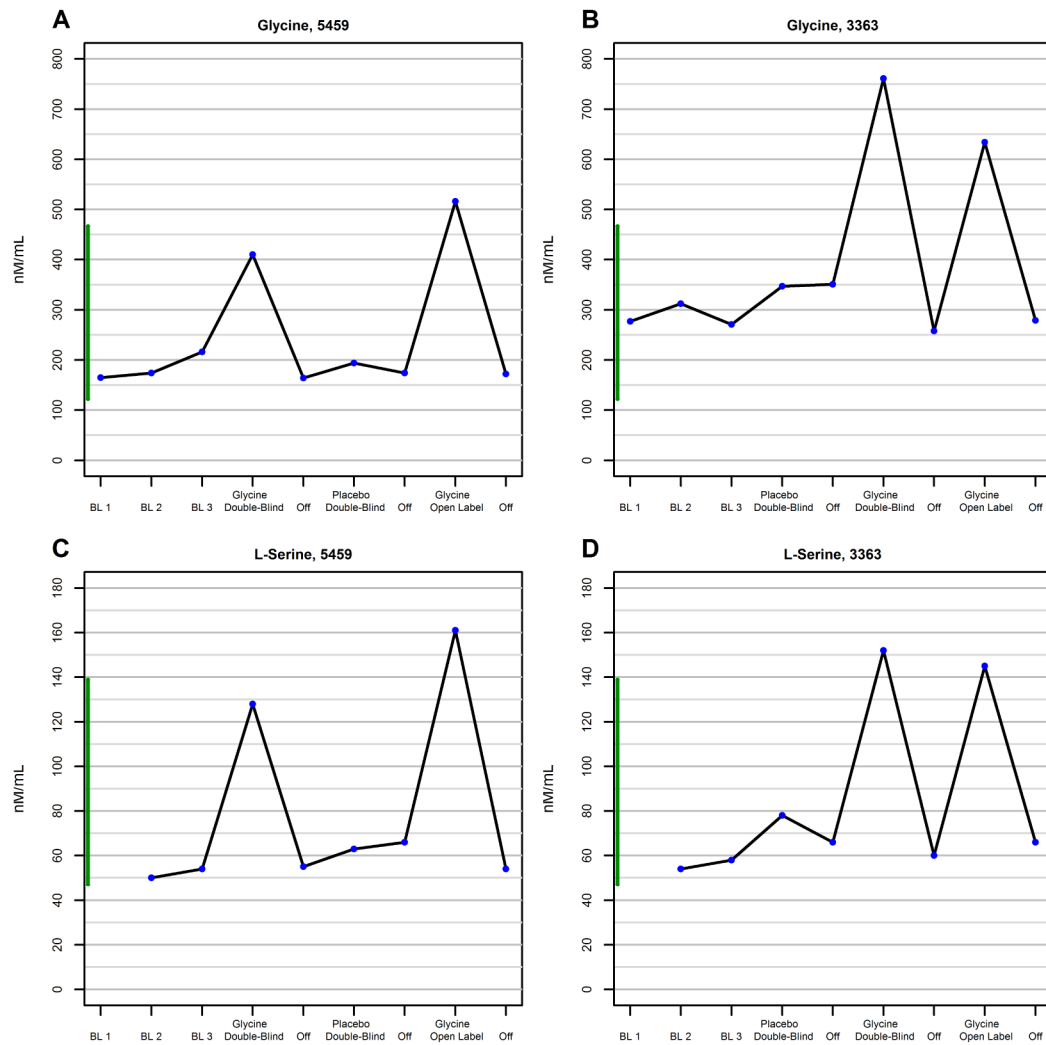 A
Glycine, 5459
nM/mL
800
700
600
500
400
300
200
100
0
BL 1
BL 2
BL 3
Glycine
Double-Blind
Off
Placebo
Double-Blind
Off
Glycine
Open Label
Off
B
Glycine, 3363
nM/mL
800
700
600
500
400
300
200
100
0
BL 1
BL 2
BL 3
Placebo
Double-Blind
Off
Glycine
Double-Blind
Off
Glycine
Open Label
Off
C
L-Serine, 5459
nM/mL
180
160
140
120
100
80
60
40
20
0
BL 1
BL 2
BL 3
Glycine
Double-Blind
Off
Placebo
Double-Blind
Off
Glycine
Open Label
Off
D
L-Serine, 3363
nM/mL
180
160
140
120
100
80
60
40
20
0
BL 1
BL 2
BL 3
Placebo
Double-Blind
Off
Glycine
Double-Blind
Off
Glycine
Open Label
Off